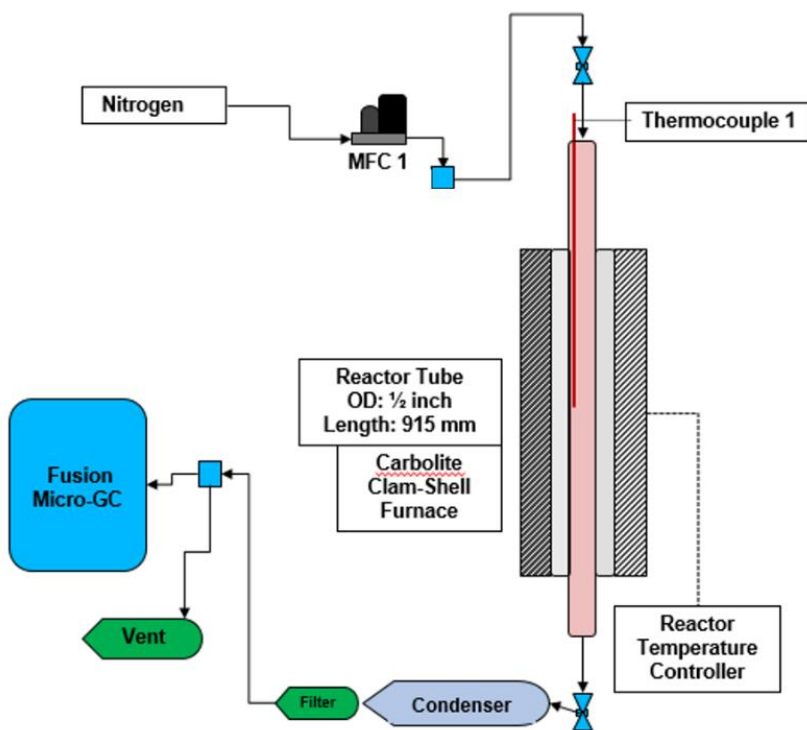 Nitrogen
MFC 1
Thermocouple 1
Reactor Tube
OD: ½ inch
Length: 915 mm
Carbolite
Clam-Shell
Furnace
Fusion
Micro-GC
Vent
Filter
Condenser
Reactor
Temperature
Controller